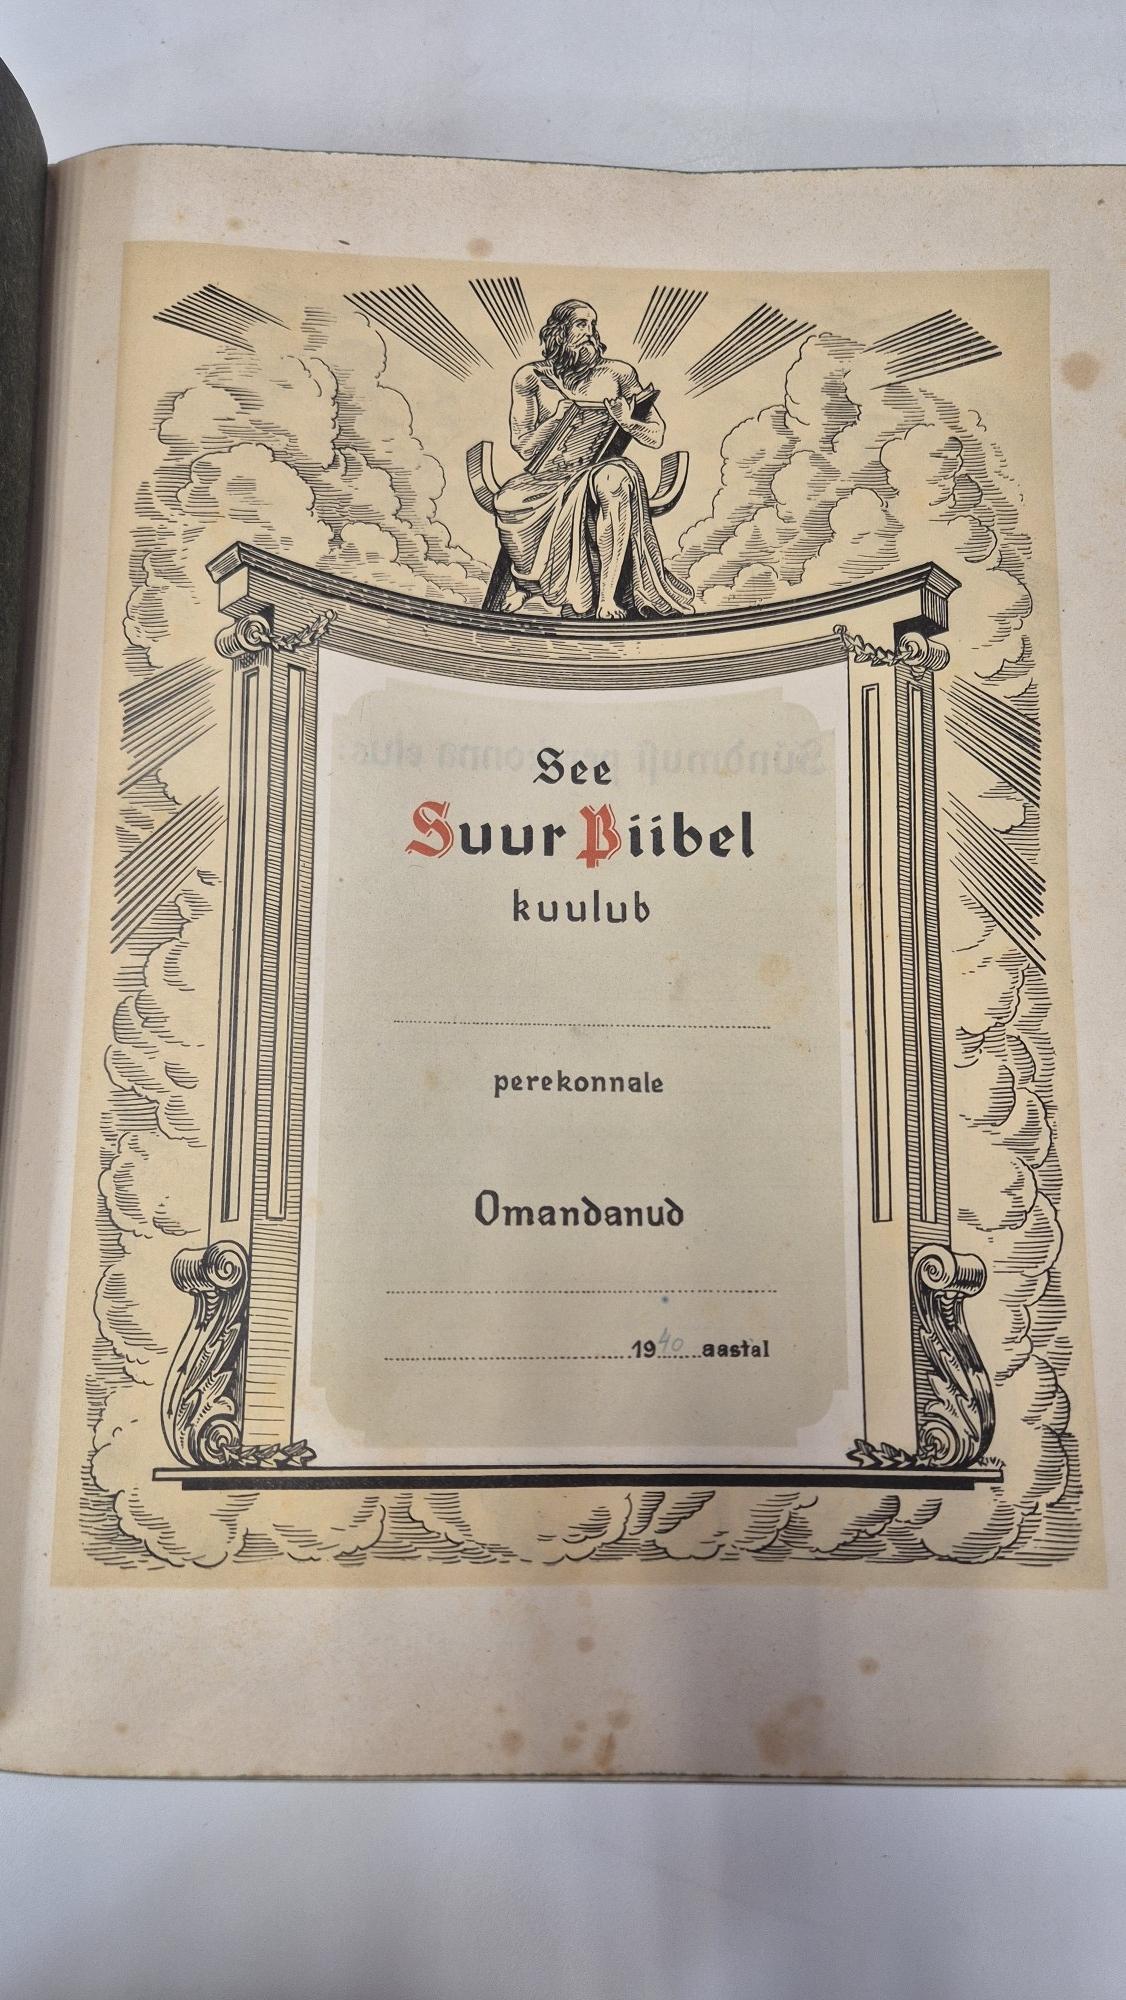 See
Suur Piibel
kuulub
perekonnale
Omandanud
1940 aastal